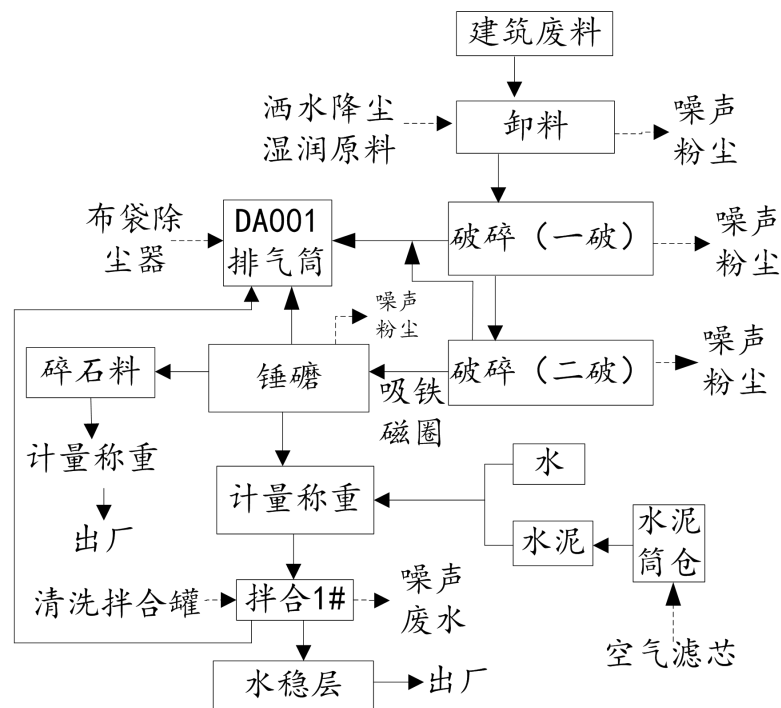 建筑废料
洒水降尘
湿润原料
卸料
噪声
粉尘
布袋除
尘器
DA001
排气筒
破碎（一破）
噪声
粉尘
噪声
粉尘
碎石料
锤磨
吸铁
磁圈
破碎（二破）
噪声
粉尘
计量称重
出厂
计量称重
水
水泥
水泥
筒仓
空气滤芯
清洗拌合罐
拌合1#
噪声
废水
水稳层
出厂